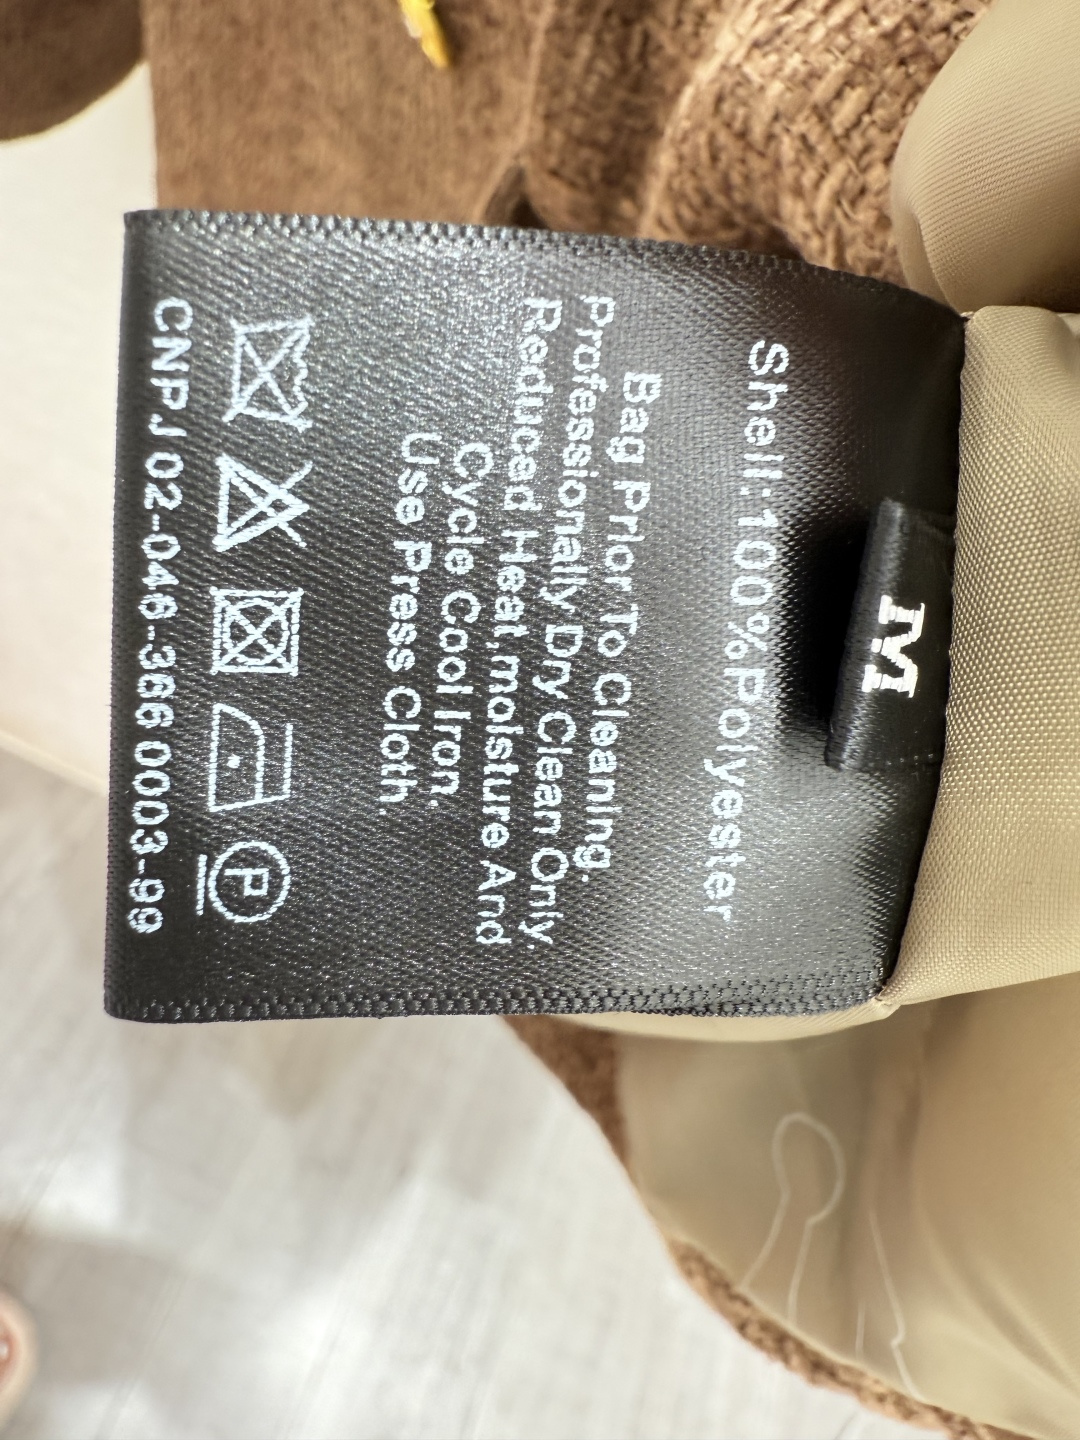 M
Shell:100%Polyester
Bag Prior To Cleaning.
Professionally Dry Clean Only.
Reduced Heat,moisture And
Cycle Cool Iron.
Use Press Cloth.
P
CNPJ 02-046-366 0003-99